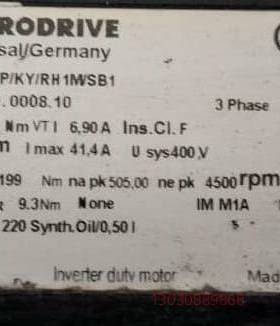 RODRIVE
sal/Germany
P/KY/RH1M/SB1
.0008.10 3 Phase
Nm VT I 6,90 A Ins.Cl. F
m I max 41,4A U sys400 V
199 Nm na pk 505,00 ne pk 4500 rpm
9.3Nm None IM M1A
220 Synth.Oil/0,50 l
Inverter duty motor Mad
13030889868